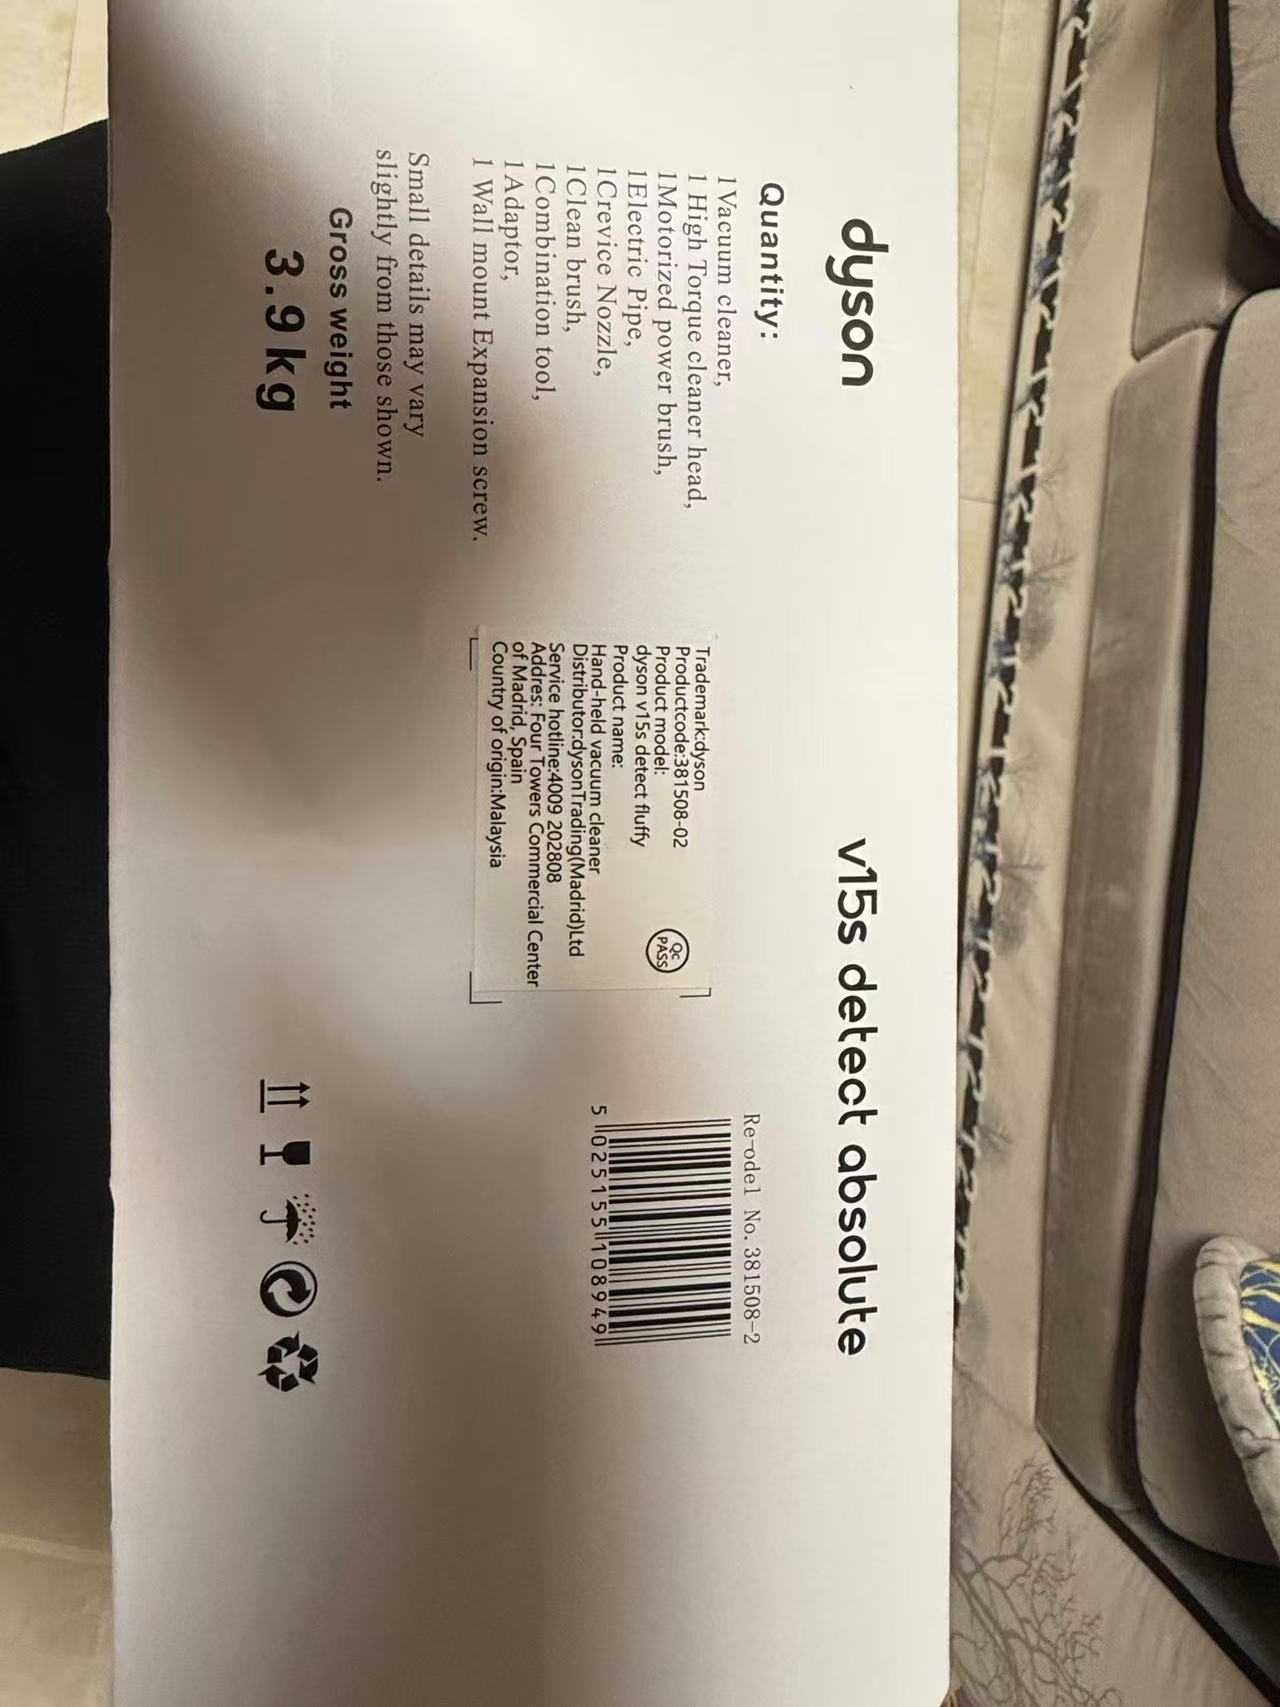 dyson
v15s detect absolute
Quantity:
1Vacuum cleaner,
1 High Torque cleaner head,
1Motorized power brush,
1Electric Pipe,
1Crevice Nozzle,
1Clean brush,
1Combination tool,
1Adaptor,
1 Wall mount Expansion screw.
Small details may vary
slightly from those shown.
Gross weight
3.9kg
Trademark:dyson
Productcode:381508-02
Product model:
dyson v15s detect fluffy
Product name:
Hand-held vacuum cleaner
Distributor:dysonTrading(Madrid)Ltd
Service hotline:4009 202808
Addres: Four Towers Commercial Center
of Madrid, Spain
Country of origin:Malaysia
QC
PASS
Re-odel No.381508-2
5 025155 108949